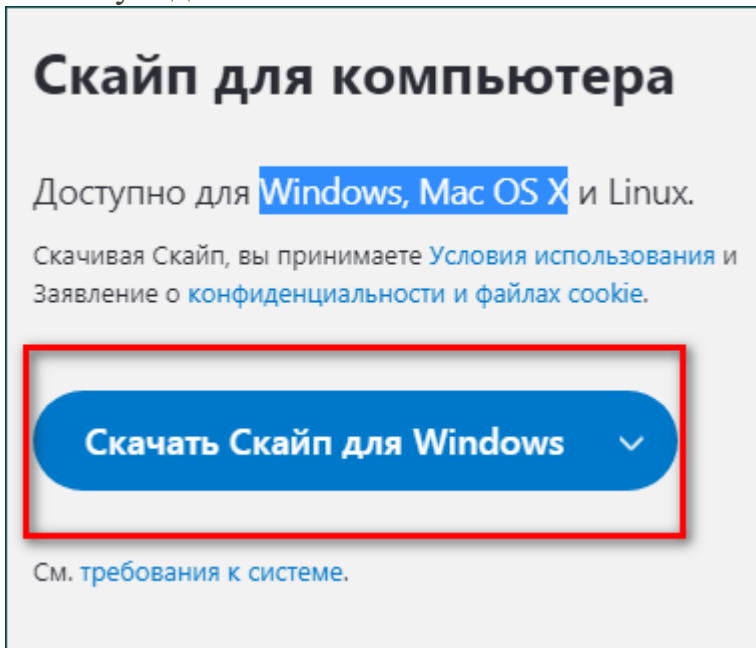 Скайп для компьютера
Доступно для Windows, Mac OS X и Linux.
Скачивая Скайп, вы принимаете Условия использования и
Заявление о конфиденциальности и файлах cookie.
Скачать Скайп для Windows
См. требования к системе.